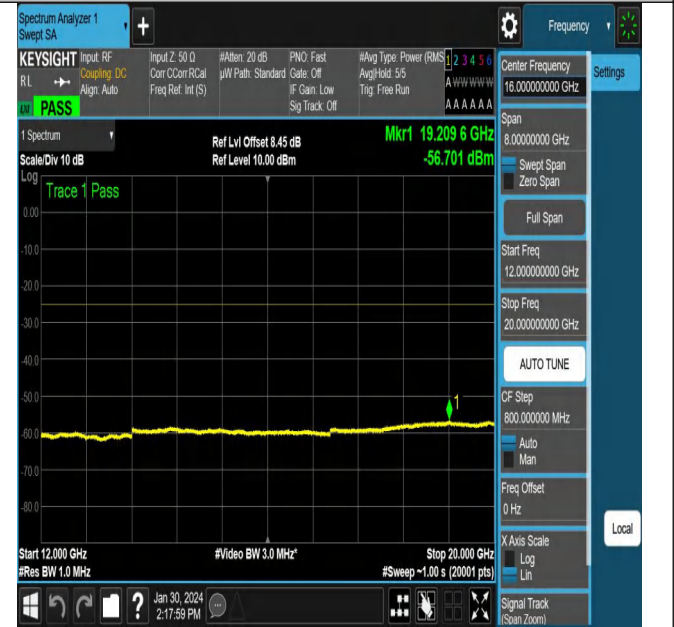 Spectrum Analyzer 1
Swept SA
+
Frequency
KEYSIGHT
RL
LXI
PASS
Input: RF
Coupling: DC
Align: Auto
Input Z: 50 Ω
Corr CCorr RCal
Freq Ref: Int (S)
#Atten: 20 dB
µW Path: Standard
PNO: Fast
Gate: Off
IF Gain: Low
Sig Track: Off
#Avg Type: Power (RMS
Avg|Hold: 5/5
Trig: Free Run
1 2 3 4 5 6
A W W W W W
A A A A A A
1 Spectrum
Scale/Div 10 dB
Ref Lvl Offset 8.45 dB
Ref Level 10.00 dBm
Mkr1 19.209 6 GHz
-56.701 dBm
Log
Trace 1 Pass
0.00
-10.0
-20.0
-30.0
-40.0
-50.0
-60.0
-70.0
-80.0
1
Start 12.000 GHz
#Res BW 1.0 MHz
#Video BW 3.0 MHz*
Stop 20.000 GHz
#Sweep ~1.00 s (20001 pts)
Center Frequency
16.000000000 GHz
Settings
Span
8.00000000 GHz
Swept Span
Zero Span
Full Span
Start Freq
12.000000000 GHz
Stop Freq
20.000000000 GHz
AUTO TUNE
CF Step
800.000000 MHz
Auto
Man
Freq Offset
0 Hz
X Axis Scale
Log
Lin
Local
Signal Track
(Span Zoom)
?
Jan 30, 2024
2:17:59 PM